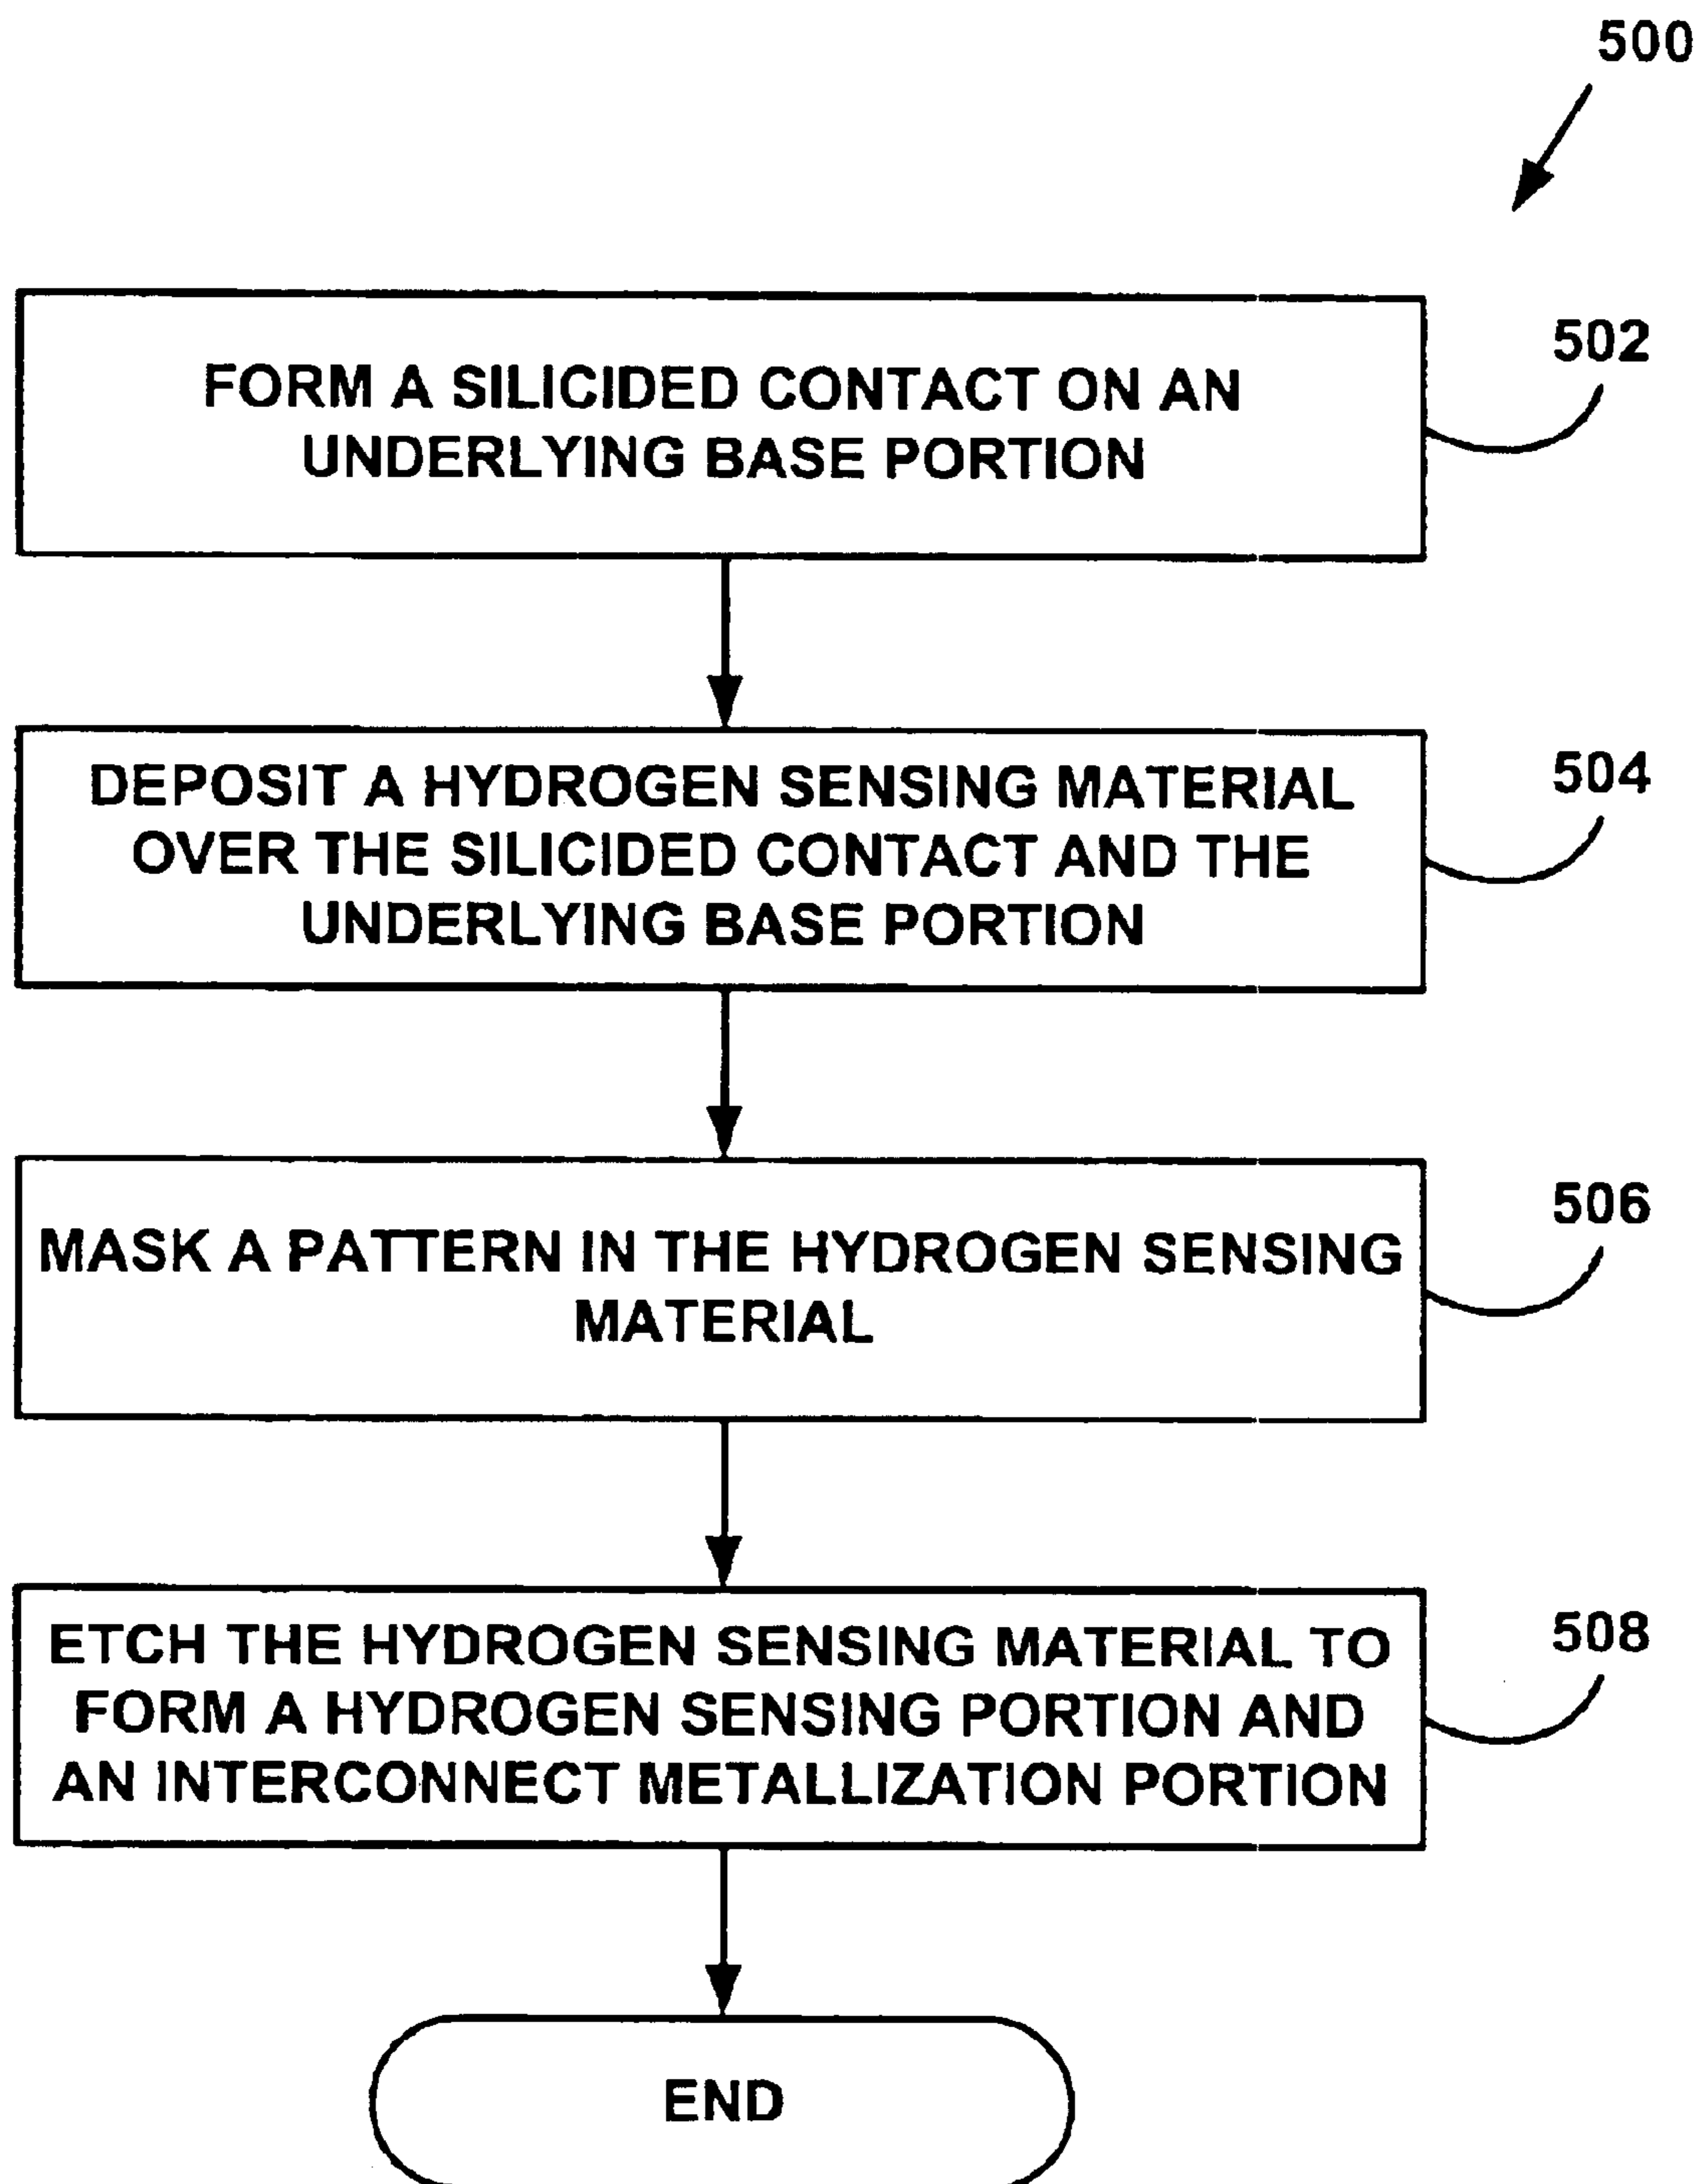 500
FORM A SILICIDED CONTACT ON AN
UNDERLYING BASE PORTION
502
DEPOSIT A HYDROGEN SENSING MATERIAL
OVER THE SILICIDED CONTACT AND THE
UNDERLYING BASE PORTION
504
MASK A PATTERN IN THE HYDROGEN SENSING
MATERIAL
506
ETCH THE HYDROGEN SENSING MATERIAL TO
FORM A HYDROGEN SENSING PORTION AND
AN INTERCONNECT METALLIZATION PORTION
508
END